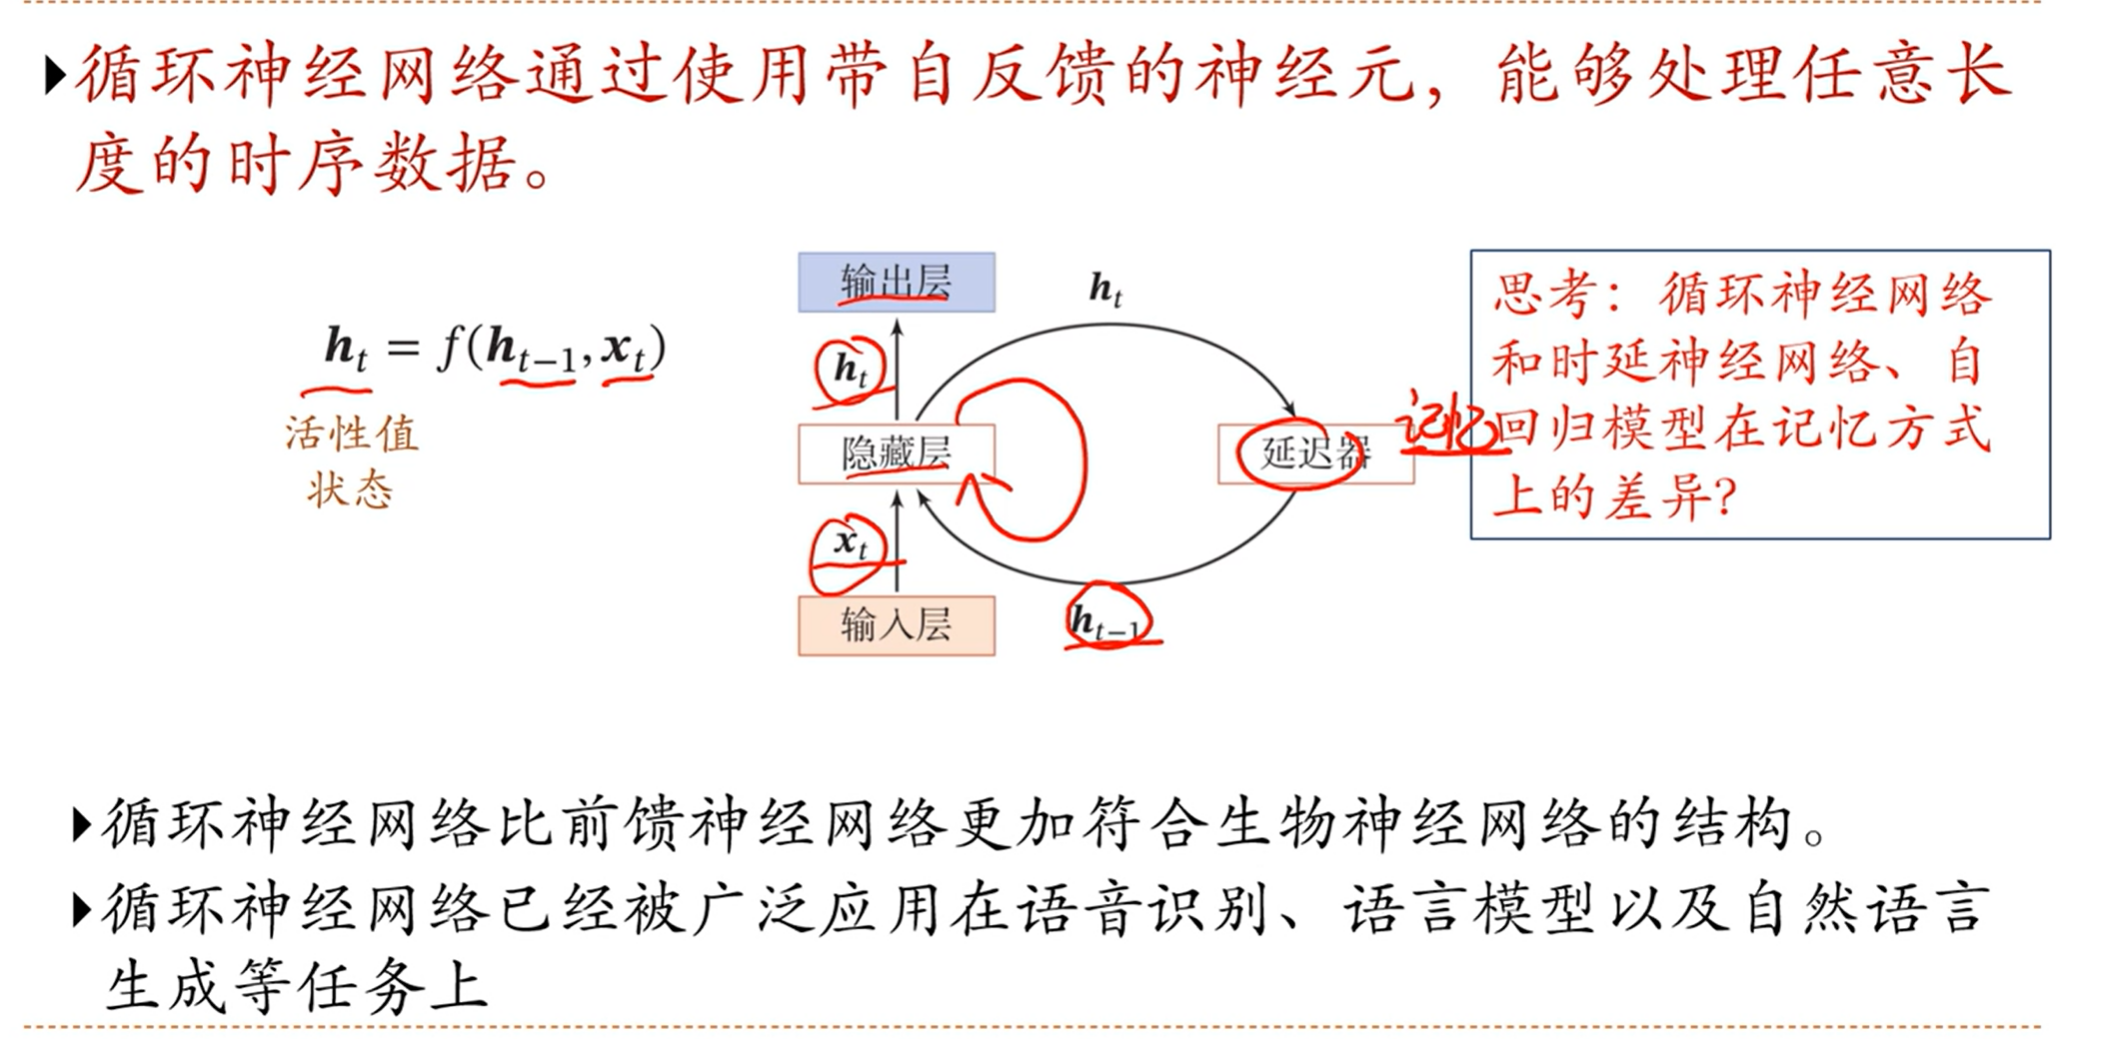 循环神经网络通过使用带自反馈的神经元，能够处理任意长
度的时序数据。
hₜ = f(hₜ₋₁, xₜ)
活性值
状态
输出层
hₜ
hₜ
隐藏层
延迟器
记忆
xₜ
输入层
hₜ₋₁
思考：循环神经网络
和时延神经网络、自
回归模型在记忆方式
上的差异?
循环神经网络比前馈神经网络更加符合生物神经网络的结构。
循环神经网络已经被广泛应用在语音识别、语言模型以及自然语言
生成等任务上